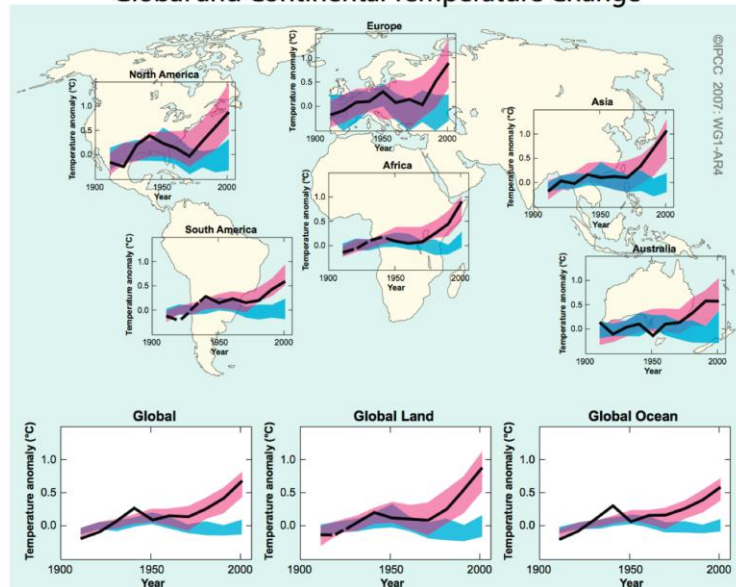 Global and Continental Temperature Change
©IPCC 2007: WG1-AR4
North America
Temperature anomaly (°C)
1.0
0.5
0.0
1900
1950
2000
Year
Europe
Temperature anomaly (°C)
1.0
0.5
0.0
1900
1950
2000
Year
Asia
Temperature anomaly (°C)
1.0
0.5
0.0
1900
1950
2000
Year
Africa
Temperature anomaly (°C)
1.0
0.5
0.0
1900
1950
2000
Year
South America
Temperature anomaly (°C)
1.0
0.5
0.0
1900
1950
2000
Year
Australia
Temperature anomaly (°C)
1.0
0.5
0.0
1900
1950
2000
Year
Global
Temperature anomaly (°C)
1.0
0.5
0.0
1900
1950
2000
Year
Global Land
Temperature anomaly (°C)
1.0
0.5
0.0
1900
1950
2000
Year
Global Ocean
Temperature anomaly (°C)
1.0
0.5
0.0
1900
1950
2000
Year